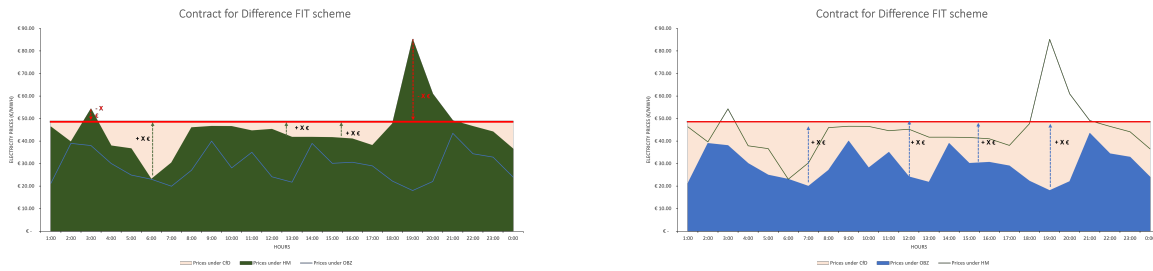 Contract for Difference FIT scheme
€ 90.00
€ 80.00
€ 70.00
€ 60.00
€ 50.00
€ 40.00
€ 30.00
€ 20.00
€ 10.00
€ -
ELECTRICITY PRICES (€/MWH)
- X
€
+ X €
+ X €
+ X €
- X €
1:00 2:00 3:00 4:00 5:00 6:00 7:00 8:00 9:00 10:00 11:00 12:00 13:00 14:00 15:00 16:00 17:00 18:00 19:00 20:00 21:00 22:00 23:00 0:00
HOURS
Prices under CfD Prices under HM Prices under OBZ
Contract for Difference FIT scheme
€ 90.00
€ 80.00
€ 70.00
€ 60.00
€ 50.00
€ 40.00
€ 30.00
€ 20.00
€ 10.00
€ -
ELECTRICITY PRICES (€/MWH)
+ X €
+ X €
+ X €
+ X €
1:00 2:00 3:00 4:00 5:00 6:00 7:00 8:00 9:00 10:00 11:00 12:00 13:00 14:00 15:00 16:00 17:00 18:00 19:00 20:00 21:00 22:00 23:00 0:00
HOURS
Prices under CfD Prices under OBZ Prices under HM